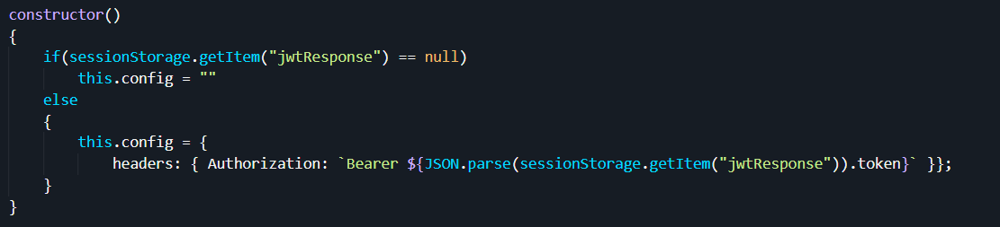 constructor()
{
if(sessionStorage.getItem("jwtResponse") == null)
this.config = ""
else
{
this.config = {
headers: { Authorization: `Bearer ${JSON.parse(sessionStorage.getItem("jwtResponse")).token}` }};
}
}